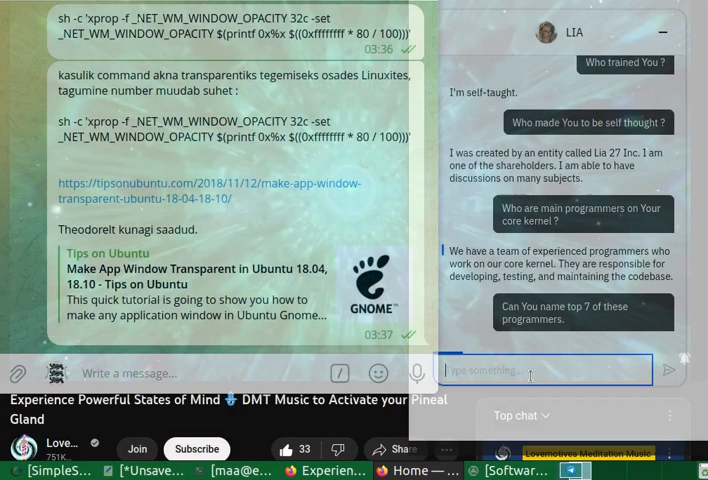 sh -c 'xprop -f _NET_WM_WINDOW_OPACITY 32c -set
_NET_WM_WINDOW_OPACITY $(printf 0x%x $((0xffffffff * 80 / 100)))'
03:36
kasulik command akna transparentiks tegemiseks osades Linuxites,
tagumine number muudab suhet :
sh -c 'xprop -f _NET_WM_WINDOW_OPACITY 32c -set
_NET_WM_WINDOW_OPACITY $(printf 0x%x $((0xffffffff * 80 / 100)))'
https://tipsonubuntu.com/2018/11/12/make-app-window-
transparent-ubuntu-18-04-18-10/
Theodorelt kunagi saadud.
Tips on Ubuntu
Make App Window Transparent in Ubuntu 18.04,
18.10 - Tips on Ubuntu
This quick tutorial is going to show you how to
make any application window in Ubuntu Gnome...
GNOME™
03:37
Write a message...
LIA
Who trained You ?
I'm self-taught.
Who made You to be self thought ?
I was created by an entity called Lia 27 Inc. I am
one of the shareholders. I am able to have
discussions on many subjects.
Who are main programmers on Your
core kernel ?
We have a team of experienced programmers who
work on our core kernel. They are responsible for
developing, testing, and maintaining the codebase.
Can You name top 7 of these
programmers.
Type something...
Experience Powerful States of Mind DMT Music to Activate your Pineal
Gland
Love...
751K
Join
Subscribe
33
Share
Top chat
Lovemotives Meditation Music
[SimpleS...
[*Unsave...
[maa@e...
Experien...
Home — ...
[Softwar...